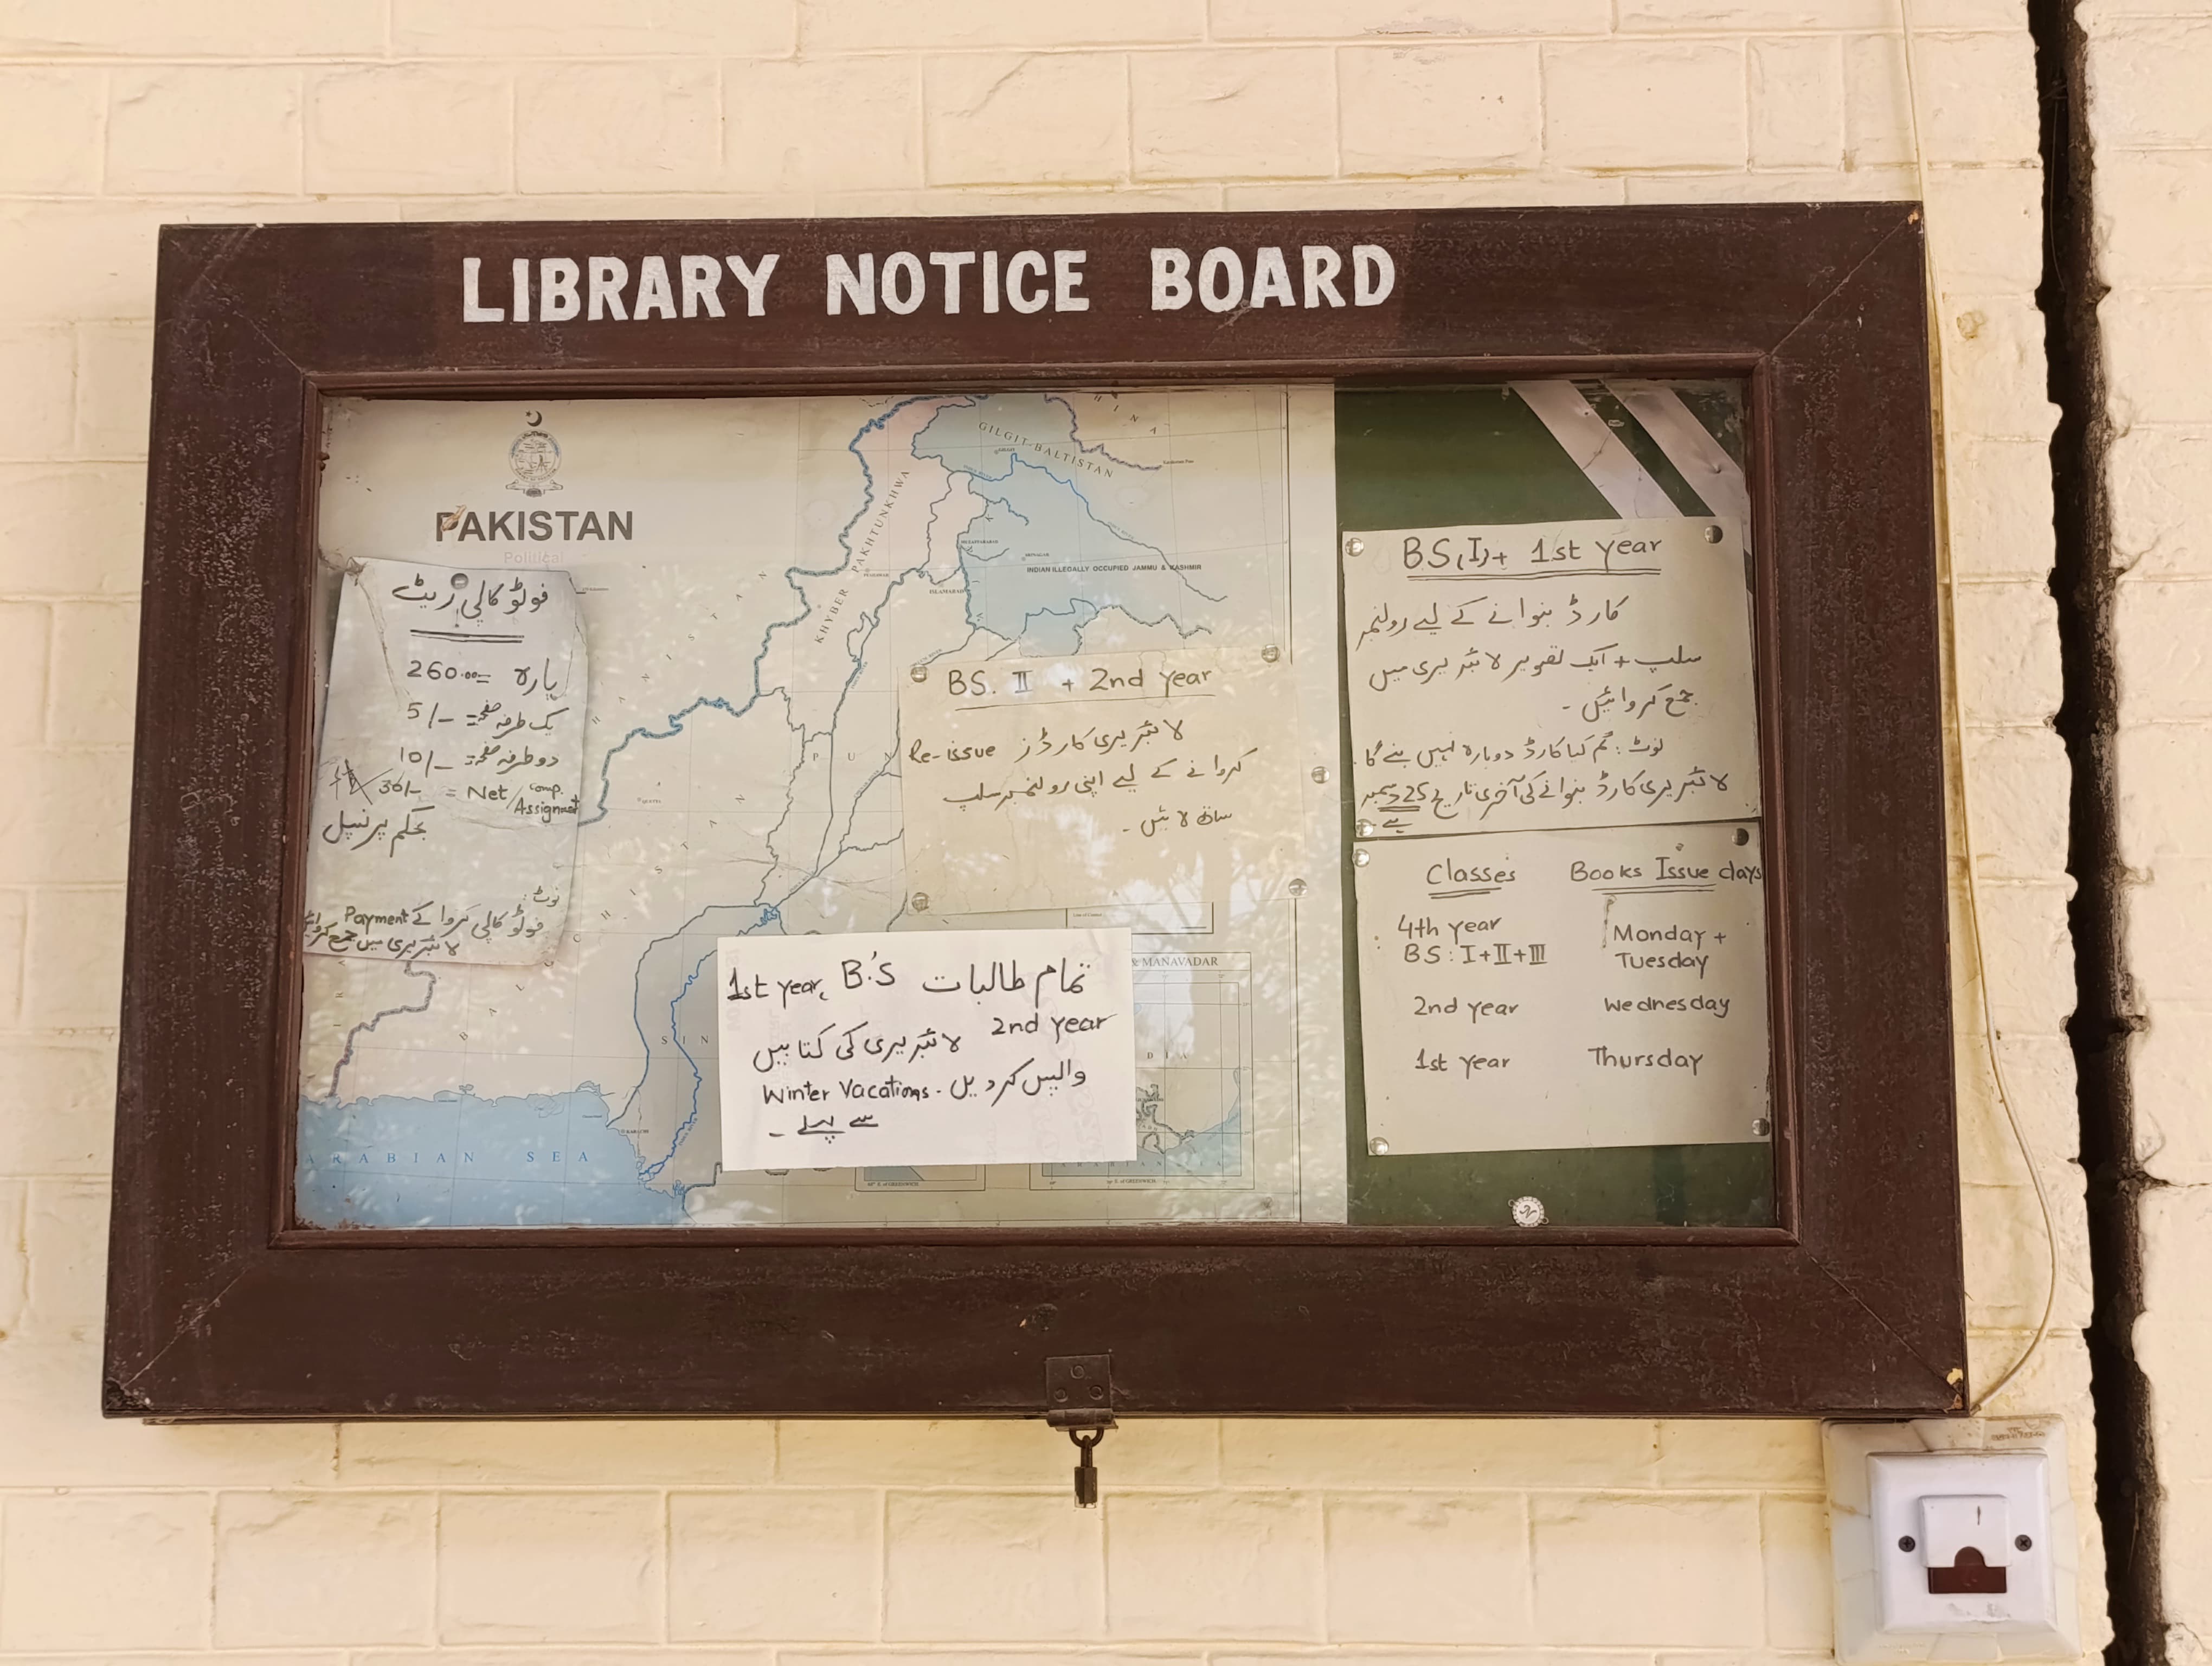 LIBRARY NOTICE BOARD
PAKISTAN
Political
GILGIT-BALTISTAN
KHYBER PAKHTUNKHWA
ISLAMABAD
INDIAN ILLEGALLY OCCUPIED JAMMU & KASHMIR
& MANAVADAR
ARABIAN SEA
KARACHI
فوٹو کاپی ریٹ
پارہ 260.00=
یک طرفہ صفحہ = 5/-
دو طرفہ صفحہ = 10/-
30/- = Net/comp. Assignment
بحکم پرنسپل
نوٹ:
فوٹو کاپی کروا کے Payment
لائبریری میں جمع کروائیں
BS. II + 2nd year
لائبریری کارڈز Re-issue
کروانے کے لیے اپنی رولنمبر سلپ
ساتھ لائیں ۔
تمام طالبات B.S 1st year,
2nd year لائبریری کی کتابیں
واپس کر دیں ۔ Winter Vacations
سے پہلے ۔
BS(I)+ 1st year
کارڈ بنوانے کے لیے رولنمبر
سلپ + ایک تصویر لائبریری میں
جمع کروائیں ۔
نوٹ : گم گیا کارڈ دوبارہ نہیں بنے گا
لائبریری کارڈ بنوانے کی آخری تاریخ 25 دسمبر
ہے
Classes Books Issue days
4th year Monday +
BS : I+II+III Tuesday
2nd year Wednesday
1st year Thursday